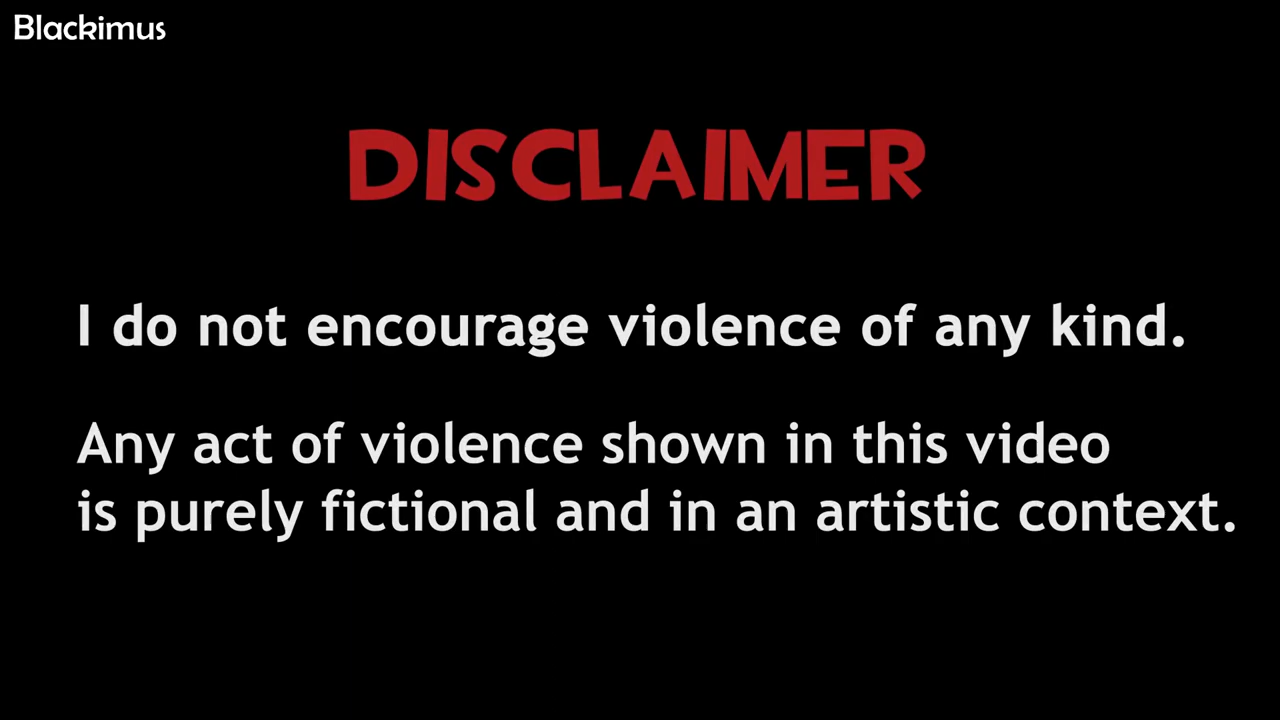 Blackimus
DISCLAIMER
I do not encourage violence of any kind.
Any act of violence shown in this video
is purely fictional and in an artistic context.